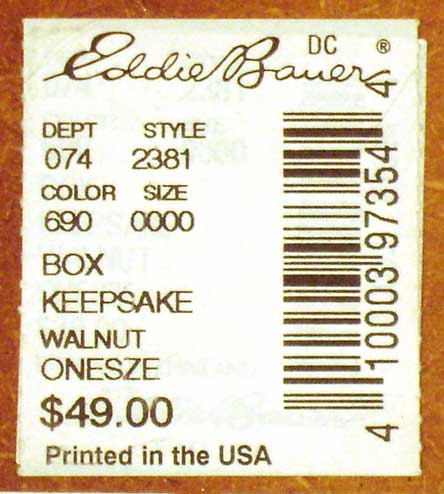 Eddie Bauer ®
DC
DEPT STYLE
074 2381
COLOR SIZE
690 0000
BOX
KEEPSAKE
WALNUT
ONESZE
$49.00
Printed in the USA
4 10003 97354 4